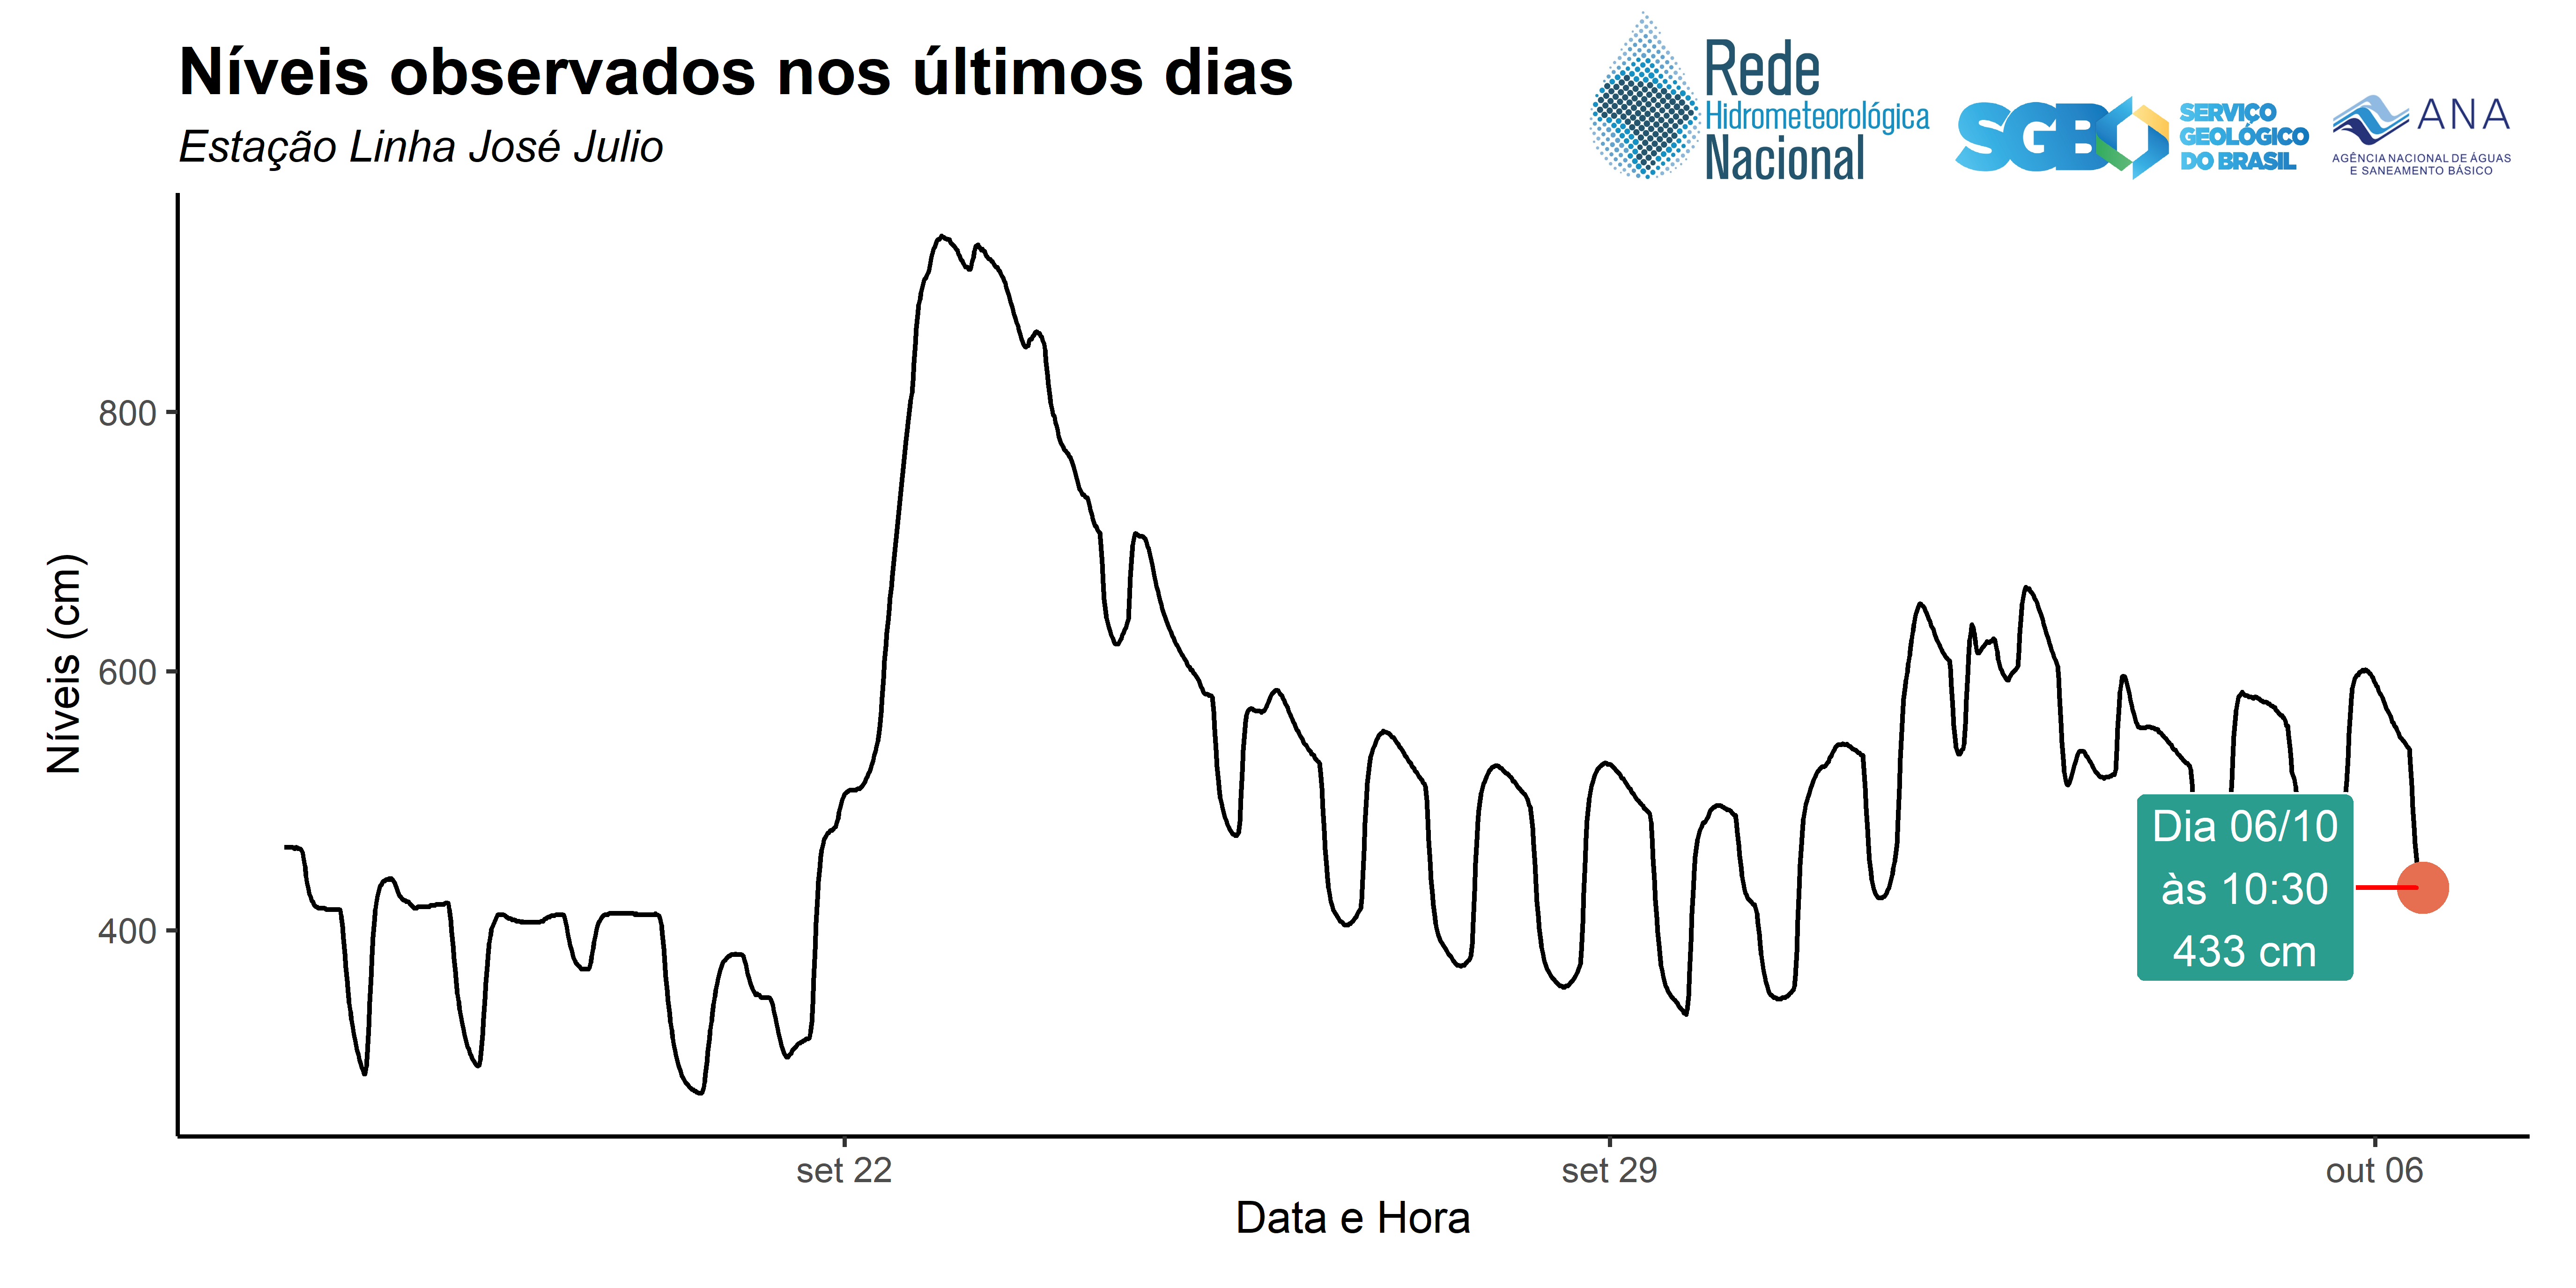 Níveis observados nos últimos dias
Estação Linha José Julio
Rede
Hidrometeorológica
Nacional
SGB
SERVIÇO
GEOLÓGICO
DO BRASIL
ANA
AGÊNCIA NACIONAL DE ÁGUAS
E SANEAMENTO BÁSICO
Níveis (cm)
800
600
400
Dia 06/10
às 10:30
433 cm
set 22
set 29
out 06
Data e Hora